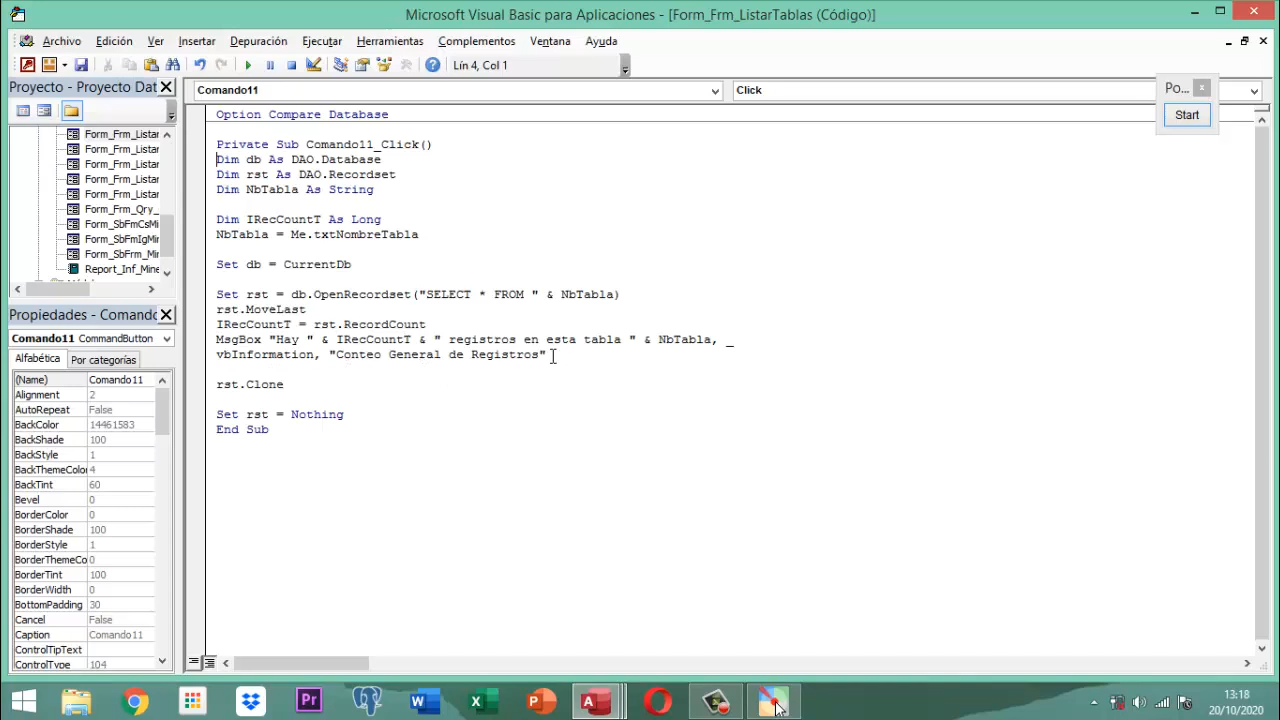 Microsoft Visual Basic para Aplicaciones - [Form_Frm_ListarTablas (Código)]
Archivo Edición Ver Insertar Formato Depuración Ejecutar Herramientas Complementos Ventana Ayuda
Lín 4, Col 1
Proyecto - Proyecto Dat
Comando11
Click
Po...
Start
Form_Frm_Listar
Form_Frm_Listar
Form_Frm_Listar
Form_Frm_Listar
Form_Frm_Listar
Form_Frm_Qry_
Form_SbFmCsMi
Form_SbFmIgMi
Form_SbFrm_Mi
Report_Inf_Mine
Option Compare Database
Private Sub Comando11_Click()
Dim db As DAO.Database
Dim rst As DAO.Recordset
Dim NbTabla As String
Dim IRecCountT As Long
NbTabla = Me.txtNombreTabla
Set db = CurrentDb
Set rst = db.OpenRecordset("SELECT * FROM " & NbTabla)
rst.MoveLast
IRecCountT = rst.RecordCount
MsgBox "Hay " & IRecCountT & " registros en esta tabla " & NbTabla, _
vbInformation, "Conteo General de Registros"
rst.Clone
Set rst = Nothing
End Sub
Propiedades - Comando
Comando11 CommandButton
Alfabética Por categorías
(Name) Comando11
Alignment 2
AutoRepeat False
BackColor 14461583
BackShade 100
BackStyle 1
BackThemeColor 4
BackTint 60
Bevel 0
BorderColor 0
BorderShade 100
BorderStyle 1
BorderThemeCo 0
BorderTint 100
BorderWidth 0
BottomPadding 30
Cancel False
Caption Comando11
ControlTipText
ControlType 104
Pr
W
X
P
A
13:18
20/10/2020